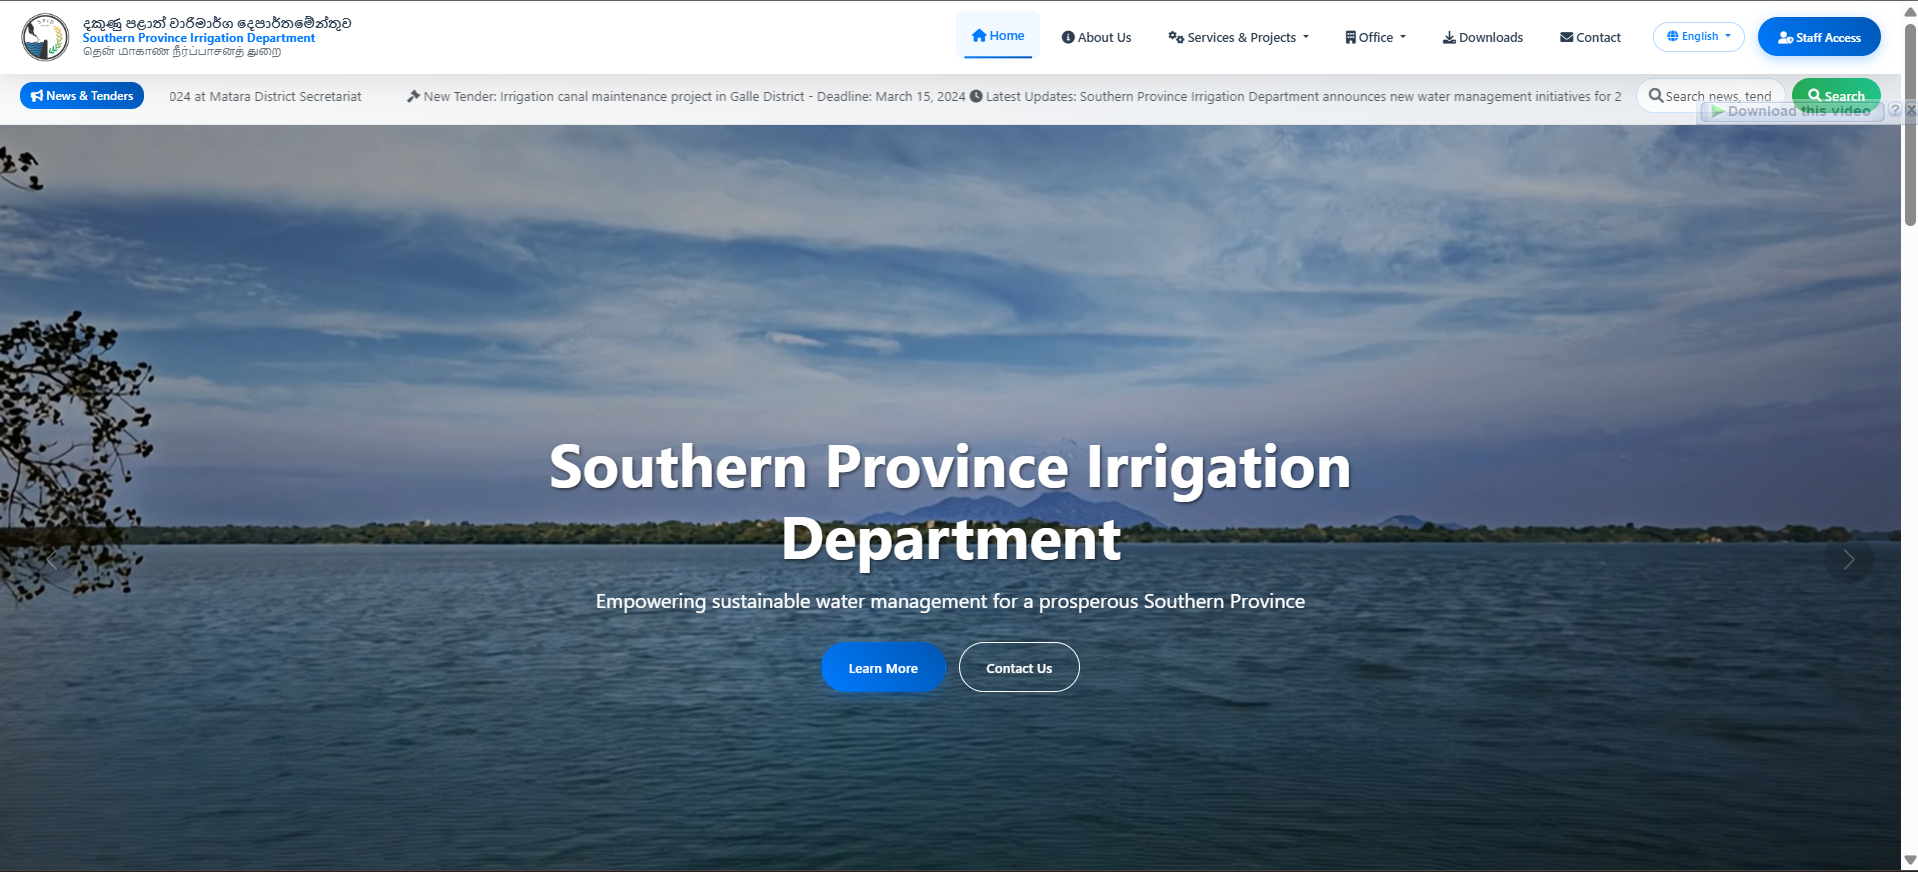 දකුණු පළාත් වාරිමාර්ග දෙපාර්තමේන්තුව
Southern Province Irrigation Department
தென் மாகாண நீர்ப்பாசனத் துறை
Home
About Us
Services & Projects
Office
Downloads
Contact
English
Staff Access
News & Tenders
024 at Matara District Secretariat
New Tender: Irrigation canal maintenance project in Galle District - Deadline: March 15, 2024
Latest Updates: Southern Province Irrigation Department announces new water management initiatives for 2
Search news, tend
Search
Download this video
? X
Southern Province Irrigation
Department
Empowering sustainable water management for a prosperous Southern Province
Learn More
Contact Us